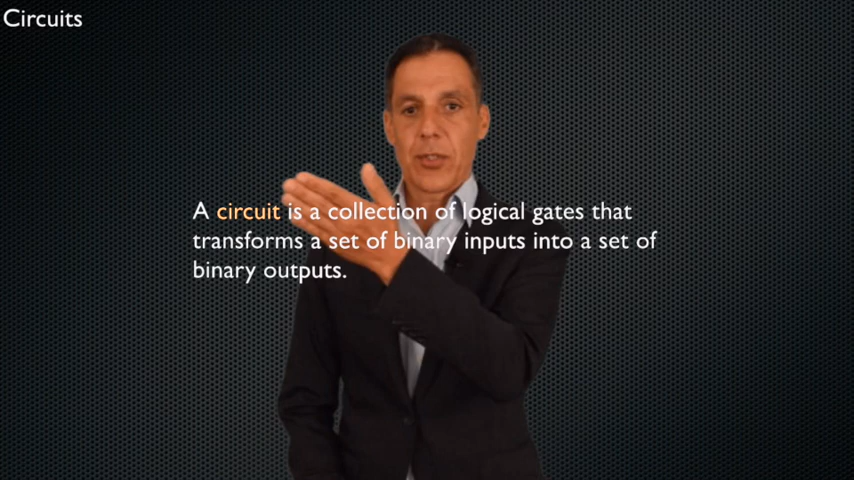 Circuits
A circuit is a collection of logical gates that
transforms a set of binary inputs into a set of
binary outputs.